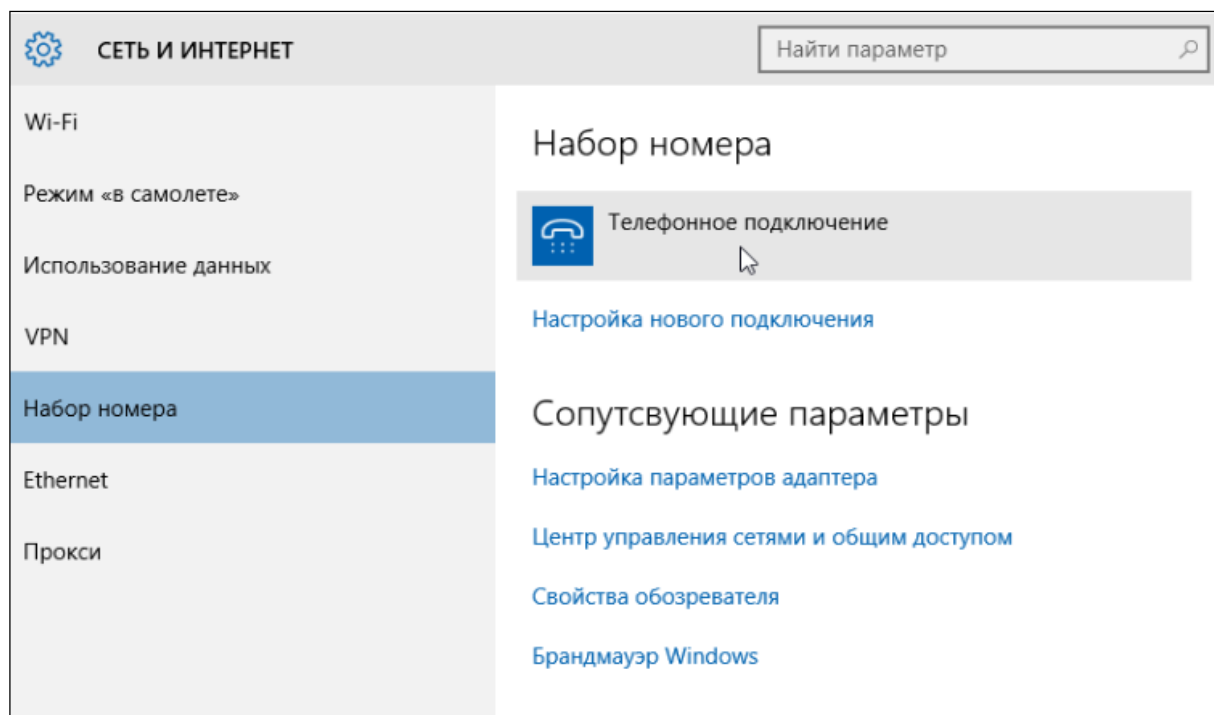 СЕТЬ И ИНТЕРНЕТ
Найти параметр
Wi-Fi
Режим «в самолете»
Использование данных
VPN
Набор номера
Ethernet
Прокси
Набор номера
Телефонное подключение
Настройка нового подключения
Сопутсвующие параметры
Настройка параметров адаптера
Центр управления сетями и общим доступом
Свойства обозревателя
Брандмауэр Windows